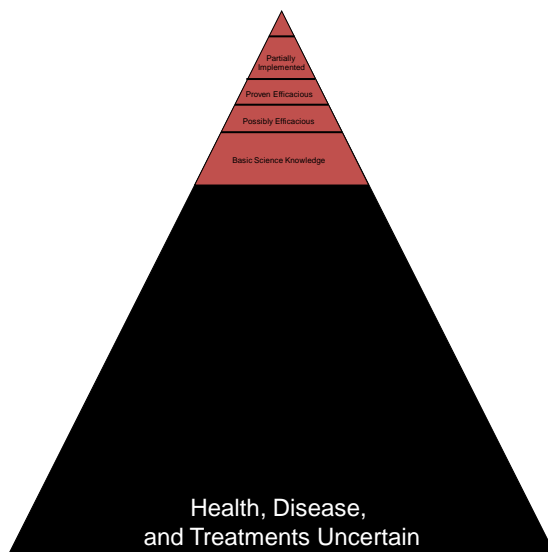 Partially
Implemented
Proven Efficacious
Possibly Efficacious
Basic Science Knowledge
Health, Disease,
and Treatments Uncertain